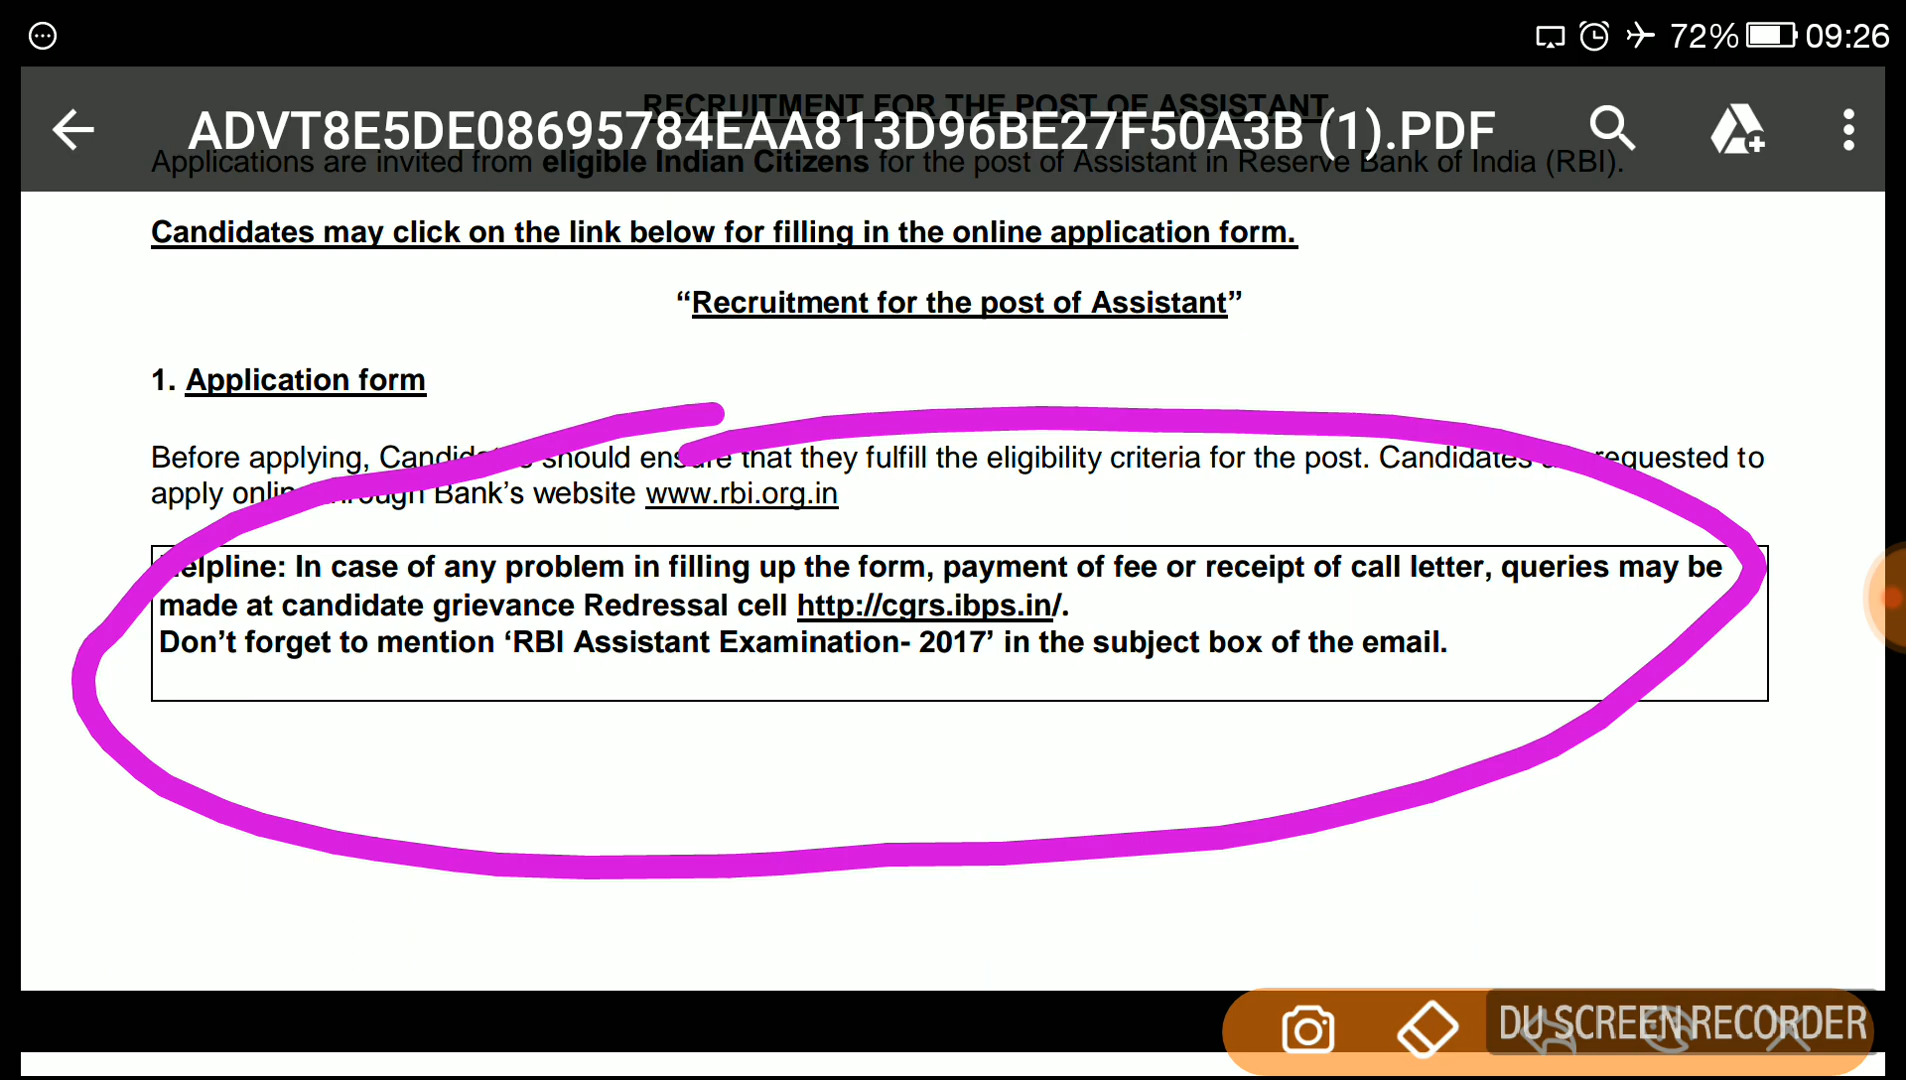 72% 09:26
RECRUITMENT FOR THE POST OF ASSISTANT
ADVT8E5DE08695784EAA813D96BE27F50A3B (1).PDF
Applications are invited from eligible Indian Citizens for the post of Assistant in Reserve Bank of India (RBI).
Candidates may click on the link below for filling in the online application form.
“Recruitment for the post of Assistant”
1. Application form
Before applying, Candidates should ensure that they fulfill the eligibility criteria for the post. Candidates are requested to
apply online through Bank’s website www.rbi.org.in
Helpline: In case of any problem in filling up the form, payment of fee or receipt of call letter, queries may be
made at candidate grievance Redressal cell http://cgrs.ibps.in/.
Don’t forget to mention ‘RBI Assistant Examination- 2017’ in the subject box of the email.
DU SCREEN RECORDER